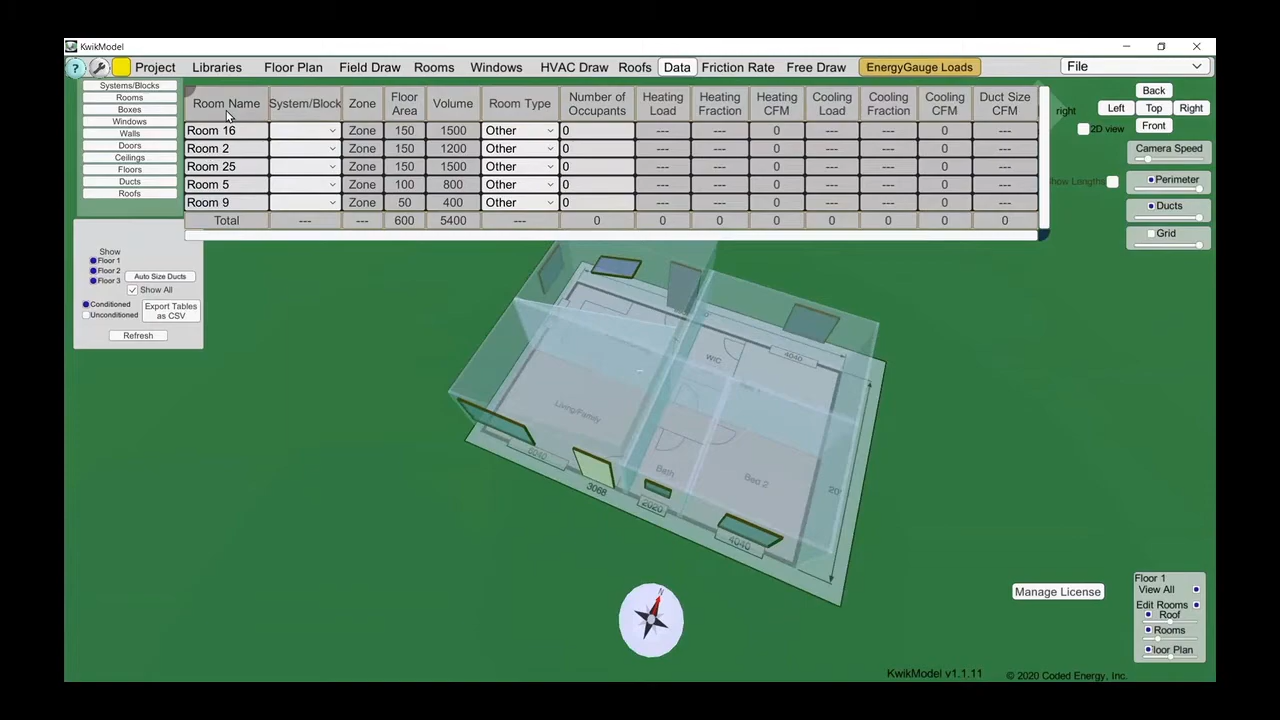 KwikModel
? Project Libraries Floor Plan Field Draw Rooms Windows HVAC Draw Roofs Data Friction Rate Free Draw EnergyGauge Loads File
Systems/Blocks
Rooms
Boxes
Windows
Walls
Doors
Ceilings
Floors
Ducts
Roofs
Room Name System/Block Zone Floor Area Volume Room Type Number of Occupants Heating Load Heating Fraction Heating CFM Cooling Load Cooling Fraction Cooling CFM Duct Size CFM
Room 16 Zone 150 1500 Other 0 --- --- 0 --- --- 0 ---
Room 2 Zone 150 1200 Other 0 --- --- 0 --- --- 0 ---
Room 25 Zone 150 1500 Other 0 --- --- 0 --- --- 0 ---
Room 5 Zone 100 800 Other 0 --- --- 0 --- --- 0 ---
Room 9 Zone 50 400 Other 0 --- --- 0 --- --- 0 ---
Total --- --- 600 5400 --- 0 0 0 0 0 0 0 0
right
Back
Left Top Right
Front
2D view
Camera Speed
Perimeter
how Lengths
Ducts
Grid
Show
Floor 1
Floor 2
Floor 3
Auto Size Ducts
Show All
Conditioned
Unconditioned
Export Tables as CSV
Refresh
WIC
4040
Living/Family
Bath
Bed 2
20'
6040
3068
2020
4040
N
Manage License
Floor 1
View All
Edit Rooms
Roof
Rooms
loor Plan
KwikModel v1.1.11
© 2020 Coded Energy, Inc.